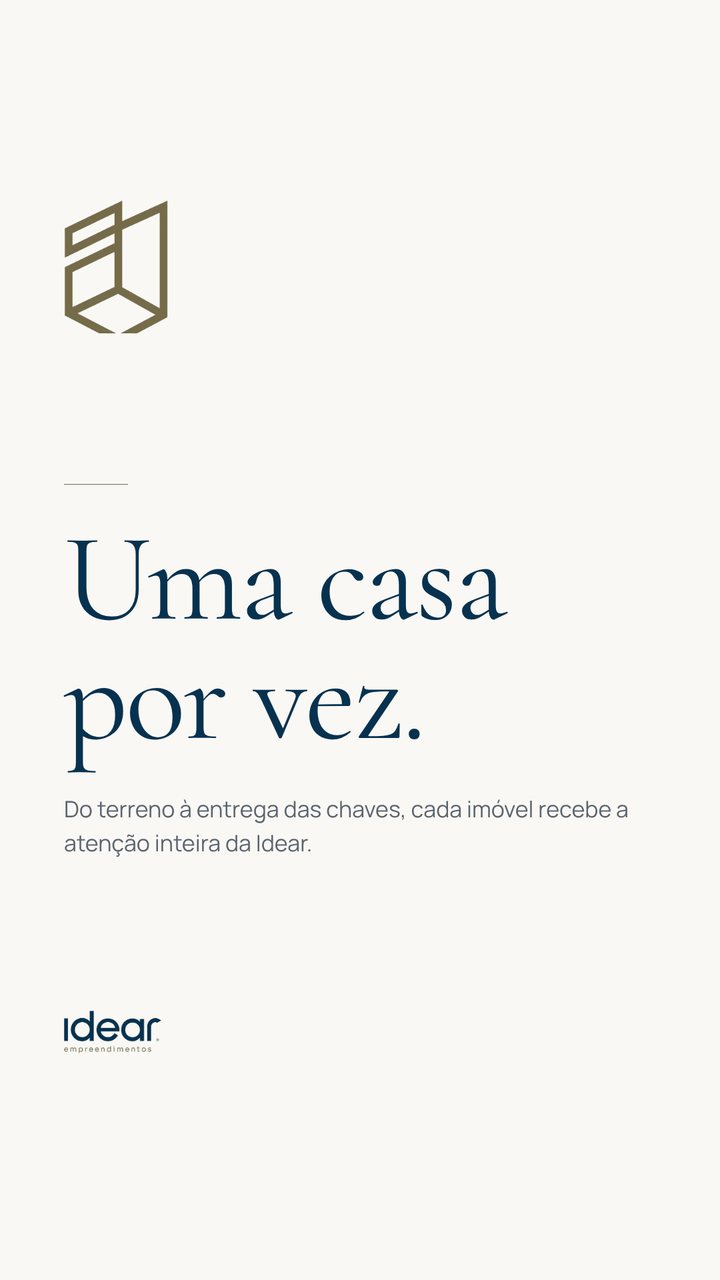 Uma casa
por vez.
Do terreno à entrega das chaves, cada imóvel recebe a
atenção inteira da Idear.
idear
empreendimentos